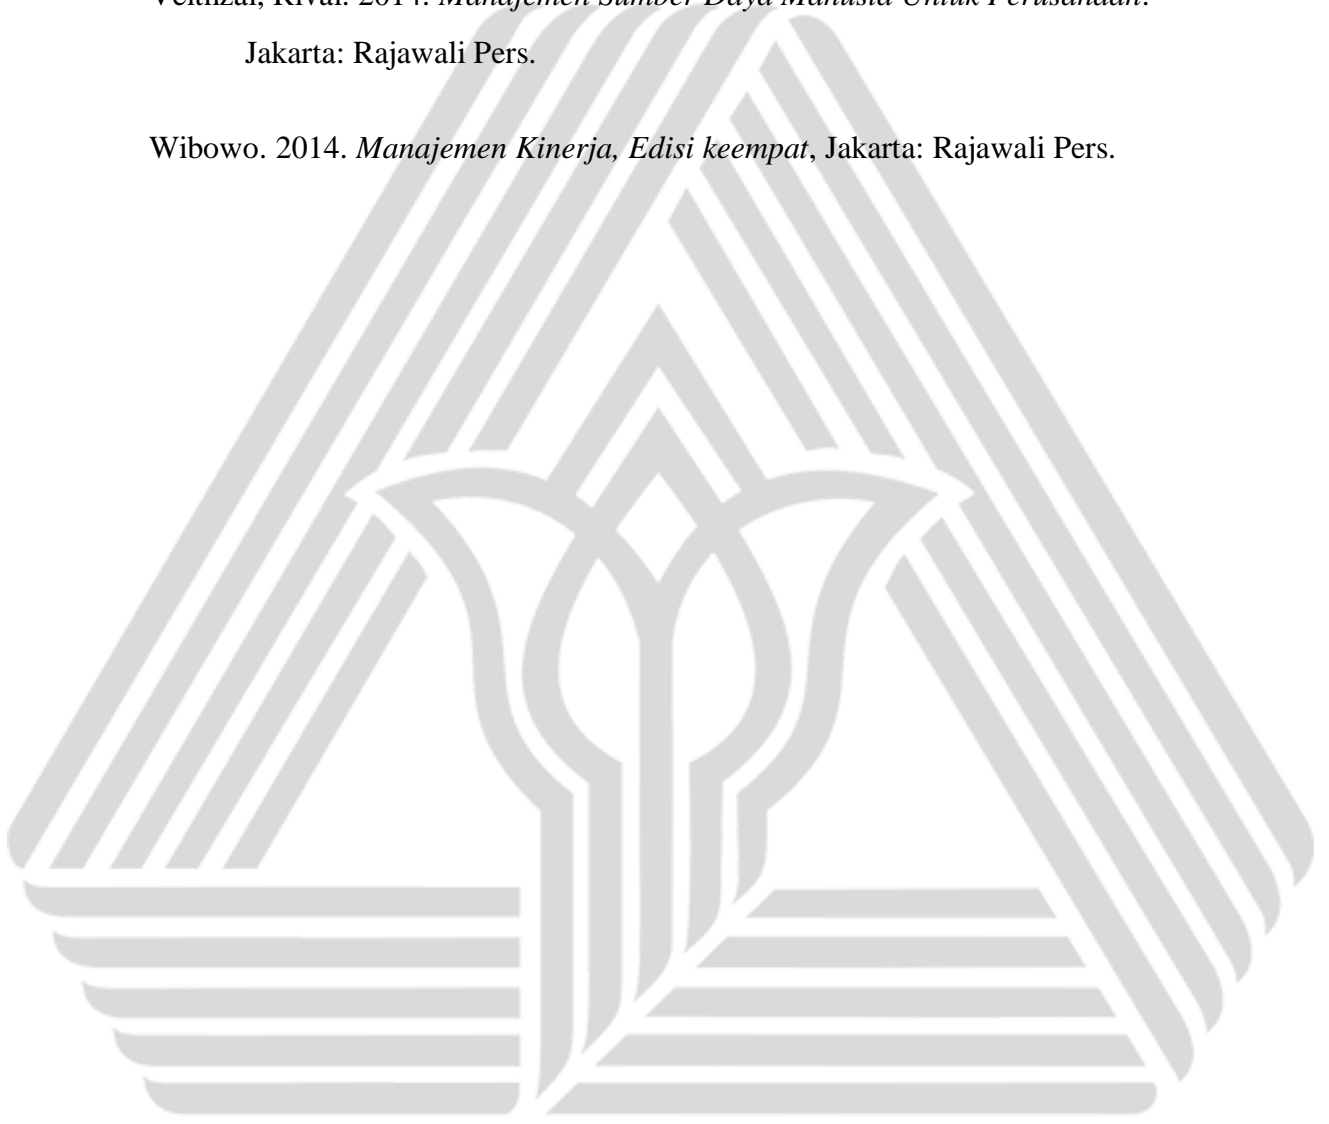 Veithzal, Rivai. 2014. Manajemen Sumber Daya Manusia Untuk Perusahaan.
Jakarta: Rajawali Pers.
Wibowo. 2014. Manajemen Kinerja, Edisi keempat, Jakarta: Rajawali Pers.